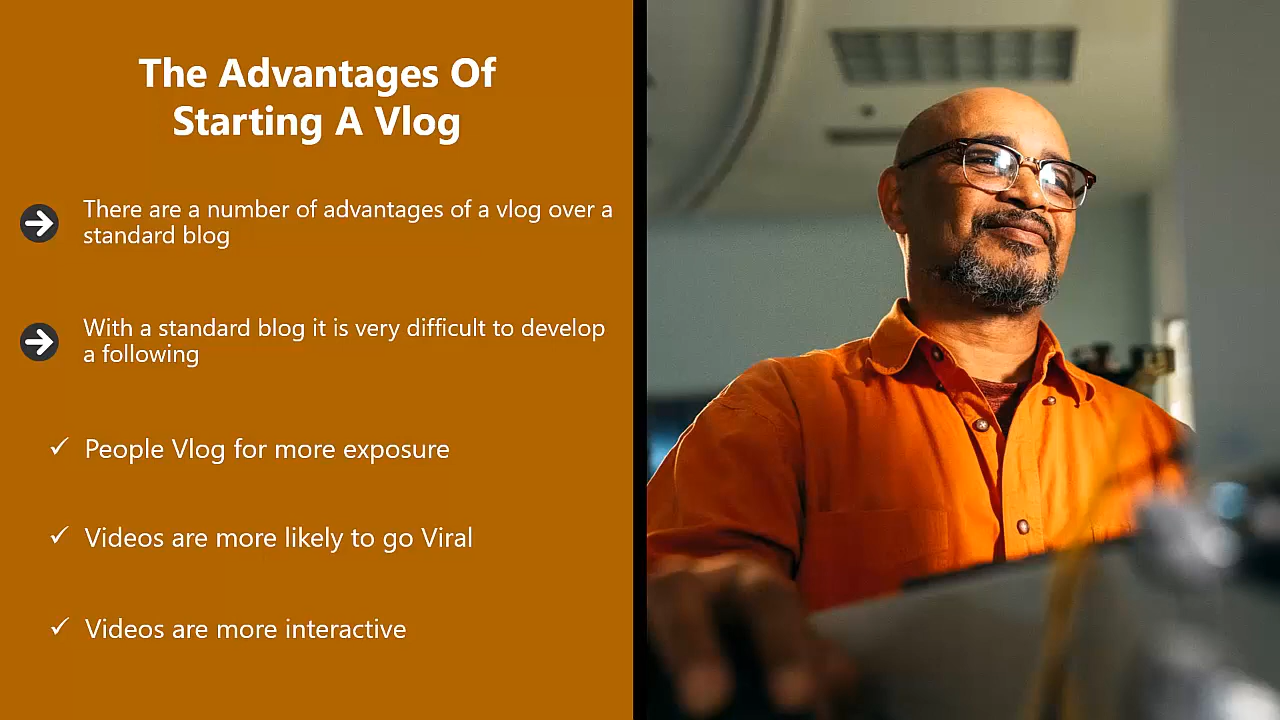 The Advantages Of
Starting A Vlog
There are a number of advantages of a vlog over a
standard blog
With a standard blog it is very difficult to develop
a following
People Vlog for more exposure
Videos are more likely to go Viral
Videos are more interactive